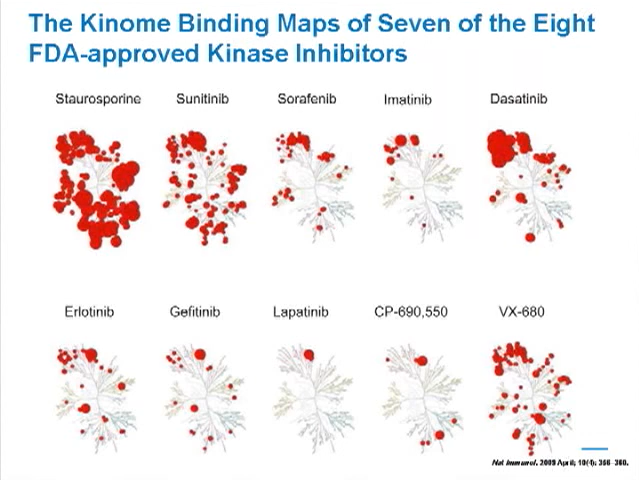 The Kinome Binding Maps of Seven of the Eight
FDA-approved Kinase Inhibitors
Staurosporine Sunitinib Sorafenib Imatinib Dasatinib
Erlotinib Gefitinib Lapatinib CP-690,550 VX-680
Nat Immunol. 2009 April; 10(4): 356–360.